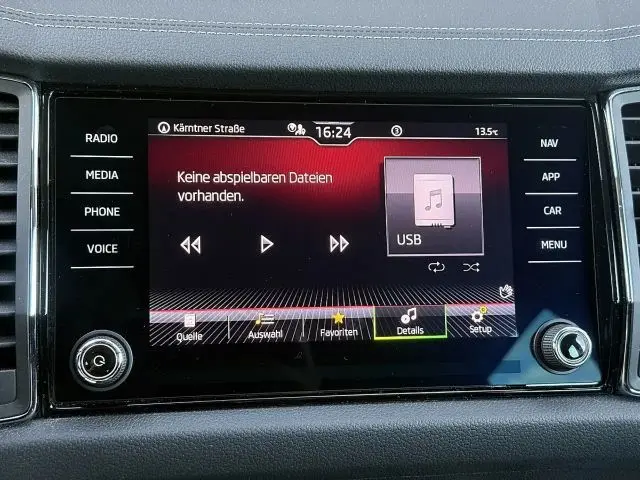 RADIO
MEDIA
PHONE
VOICE
Kärntner Straße
16:24
3
13.5°C
Keine abspielbaren Dateien
vorhanden.
USB
Quelle
Auswahl
Favoriten
Details
Setup
NAV
APP
CAR
MENU